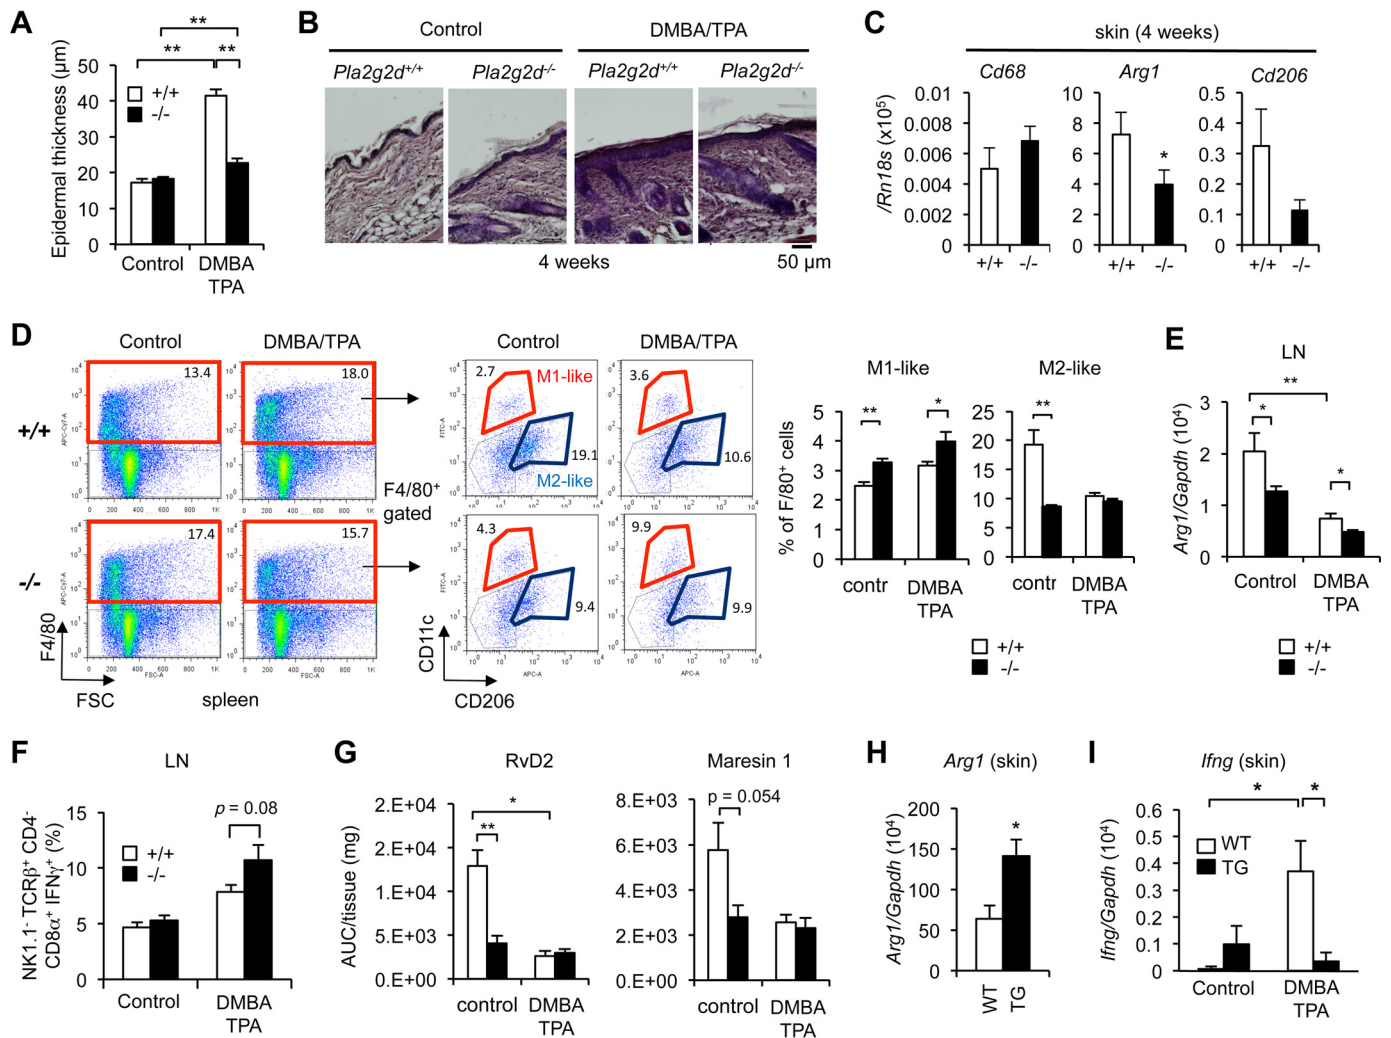 A
Epidermal thickness (μm)
50
40
30
20
10
0
**
**
**
+/+
-/-
Control
DMBA
TPA
B
Control
DMBA/TPA
Pla2g2d+/+
Pla2g2d-/-
Pla2g2d+/+
Pla2g2d-/-
4 weeks
50 μm
C
skin (4 weeks)
Cd68
Arg1
Cd206
/Rn18s (x10⁵)
0.01
0.008
0.006
0.004
0.002
0
+/+
-/-
10
8
6
4
2
0
*
+/+
-/-
0.5
0.4
0.3
0.2
0.1
0
+/+
-/-
D
Control
DMBA/TPA
Control
DMBA/TPA
+/+
13.4
18.0
2.7
M1-like
19.1
M2-like
3.6
10.6
F4/80⁺
gated
-/-
17.4
15.7
4.3
9.4
9.9
9.9
F4/80
FSC
FSC-A
FSC-A
spleen
CD11c
CD206
APC-A
APC-A
M1-like
M2-like
% of F/80⁺ cells
5
4
3
2
1
0
**
*
contr
DMBA
TPA
25
20
15
10
5
0
**
contr
DMBA
TPA
+/+
-/-
E
LN
Arg1/Gapdh (10⁴)
3
2
1
0
**
*
*
Control
DMBA
TPA
+/+
-/-
F
LN
NK1.1⁻ TCRβ⁺ CD4⁻
CD8α⁺ IFNγ⁺ (%)
15
10
5
0
p = 0.08
+/+
-/-
Control
DMBA
TPA
G
RvD2
Maresin 1
AUC/tissue (mg)
2.E+04
2.E+04
1.E+04
5.E+03
0.E+00
*
**
control
DMBA
TPA
8.E+03
6.E+03
4.E+03
2.E+03
0.E+00
p = 0.054
control
DMBA
TPA
H
Arg1 (skin)
Arg1/Gapdh (10⁴)
200
150
100
50
0
*
WT
TG
I
Ifng (skin)
Ifng/Gapdh (10⁴)
0.6
0.5
0.4
0.3
0.2
0.1
0
*
*
WT
TG
Control
DMBA
TPA